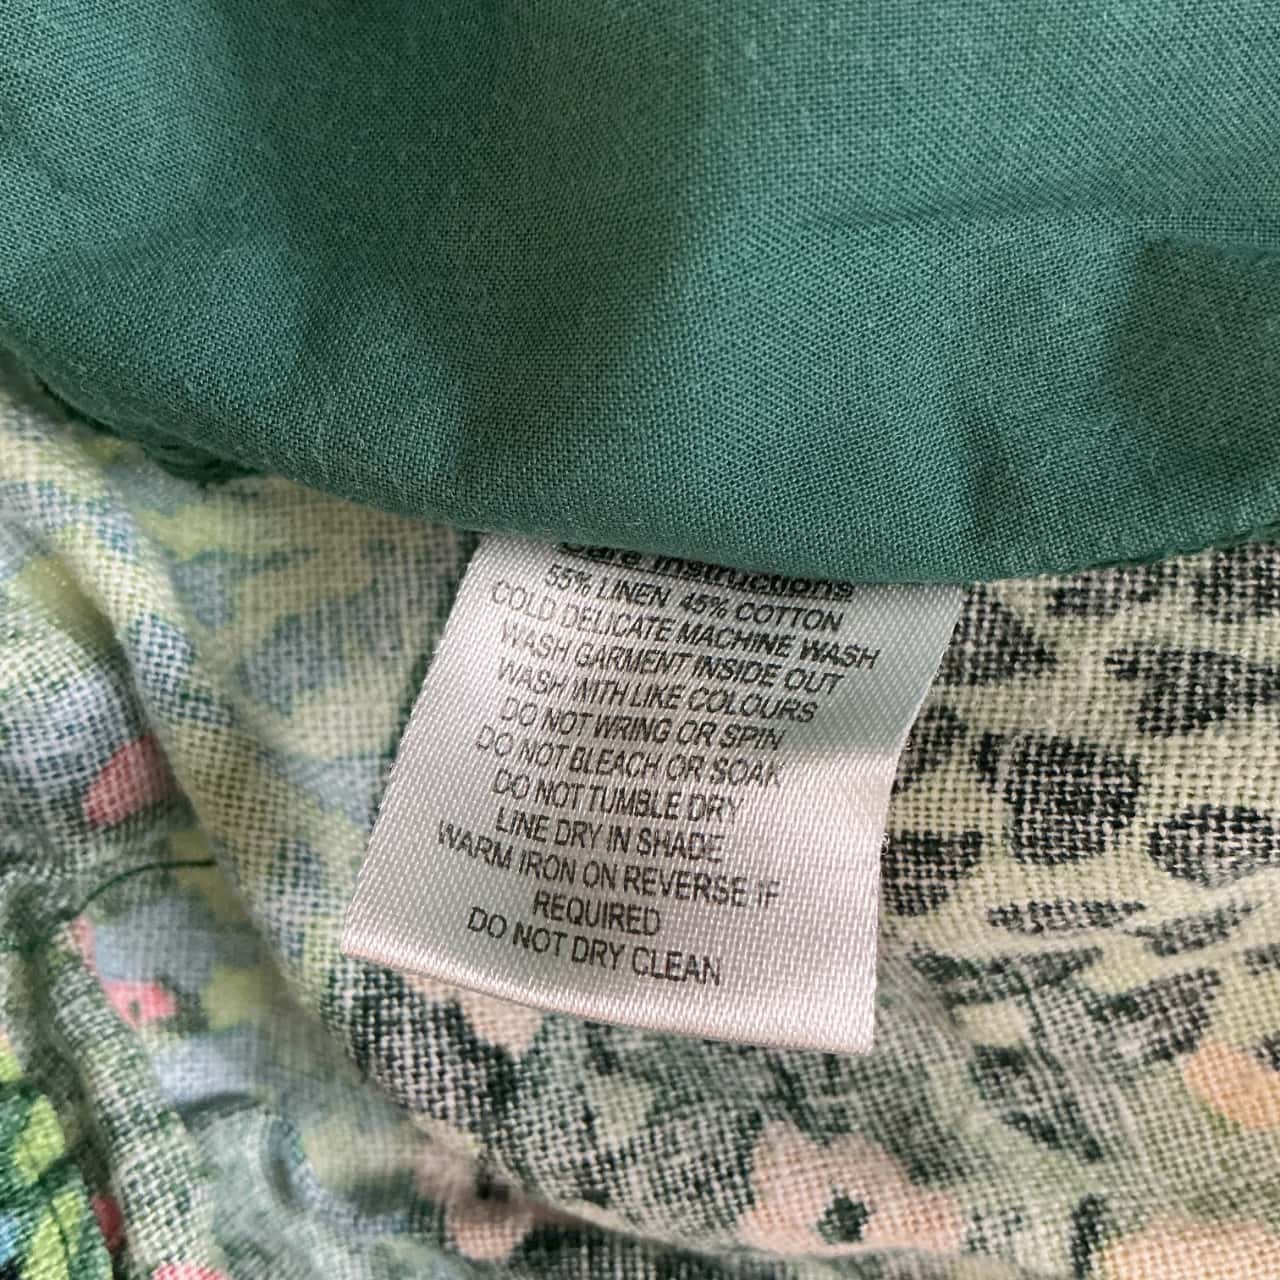 Care Instructions
55% LINEN 45% COTTON
COLD DELICATE MACHINE WASH
WASH GARMENT INSIDE OUT
WASH WITH LIKE COLOURS
DO NOT WRING OR SPIN
DO NOT BLEACH OR SOAK
DO NOT TUMBLE DRY
LINE DRY IN SHADE
WARM IRON ON REVERSE IF
REQUIRED
DO NOT DRY CLEAN